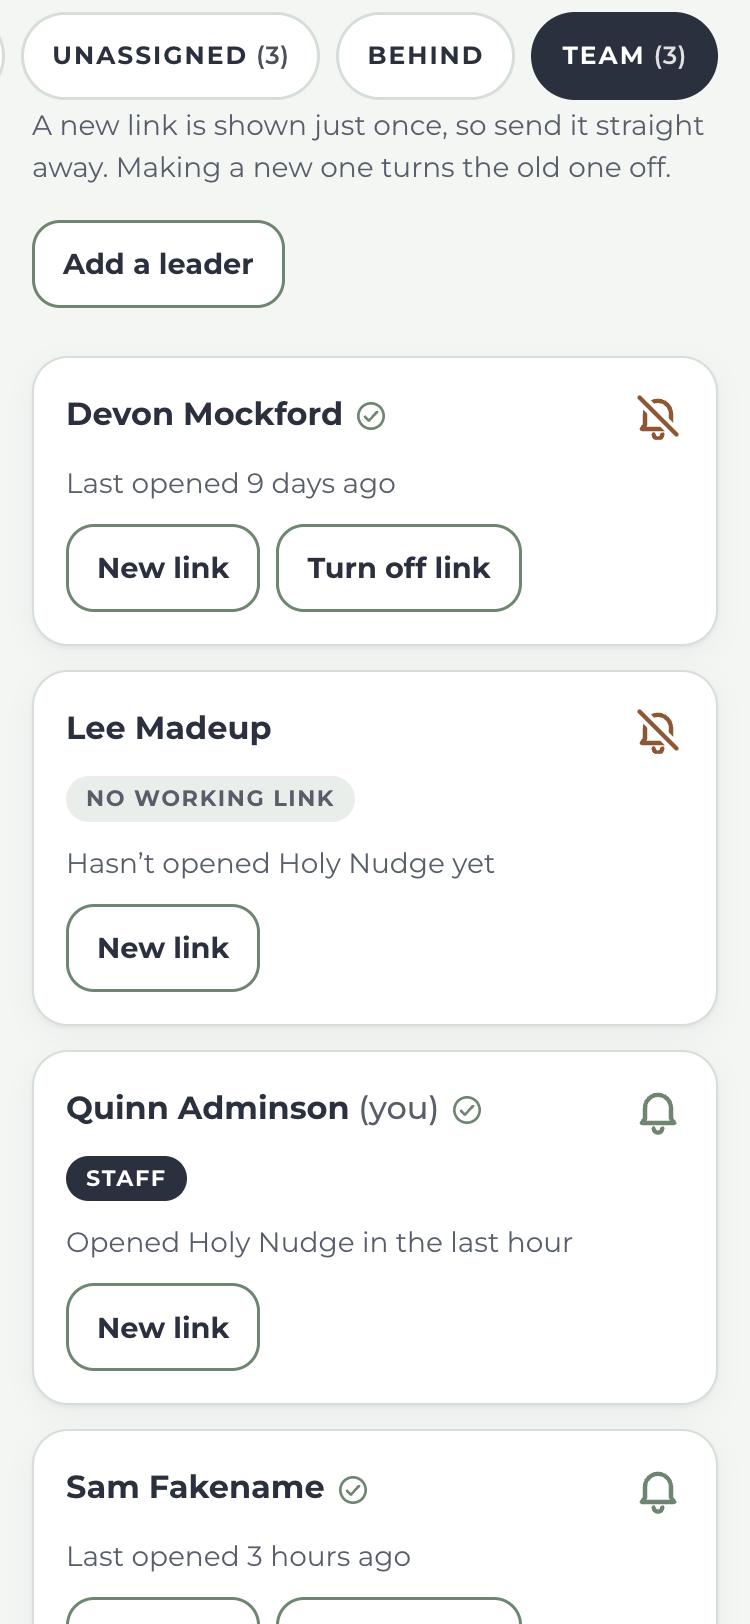 UNASSIGNED (3)
BEHIND
TEAM (3)
A new link is shown just once, so send it straight
away. Making a new one turns the old one off.
Add a leader
Devon Mockford
Last opened 9 days ago
New link
Turn off link
Lee Madeup
NO WORKING LINK
Hasn’t opened Holy Nudge yet
New link
Quinn Adminson (you)
STAFF
Opened Holy Nudge in the last hour
New link
Sam Fakename
Last opened 3 hours ago